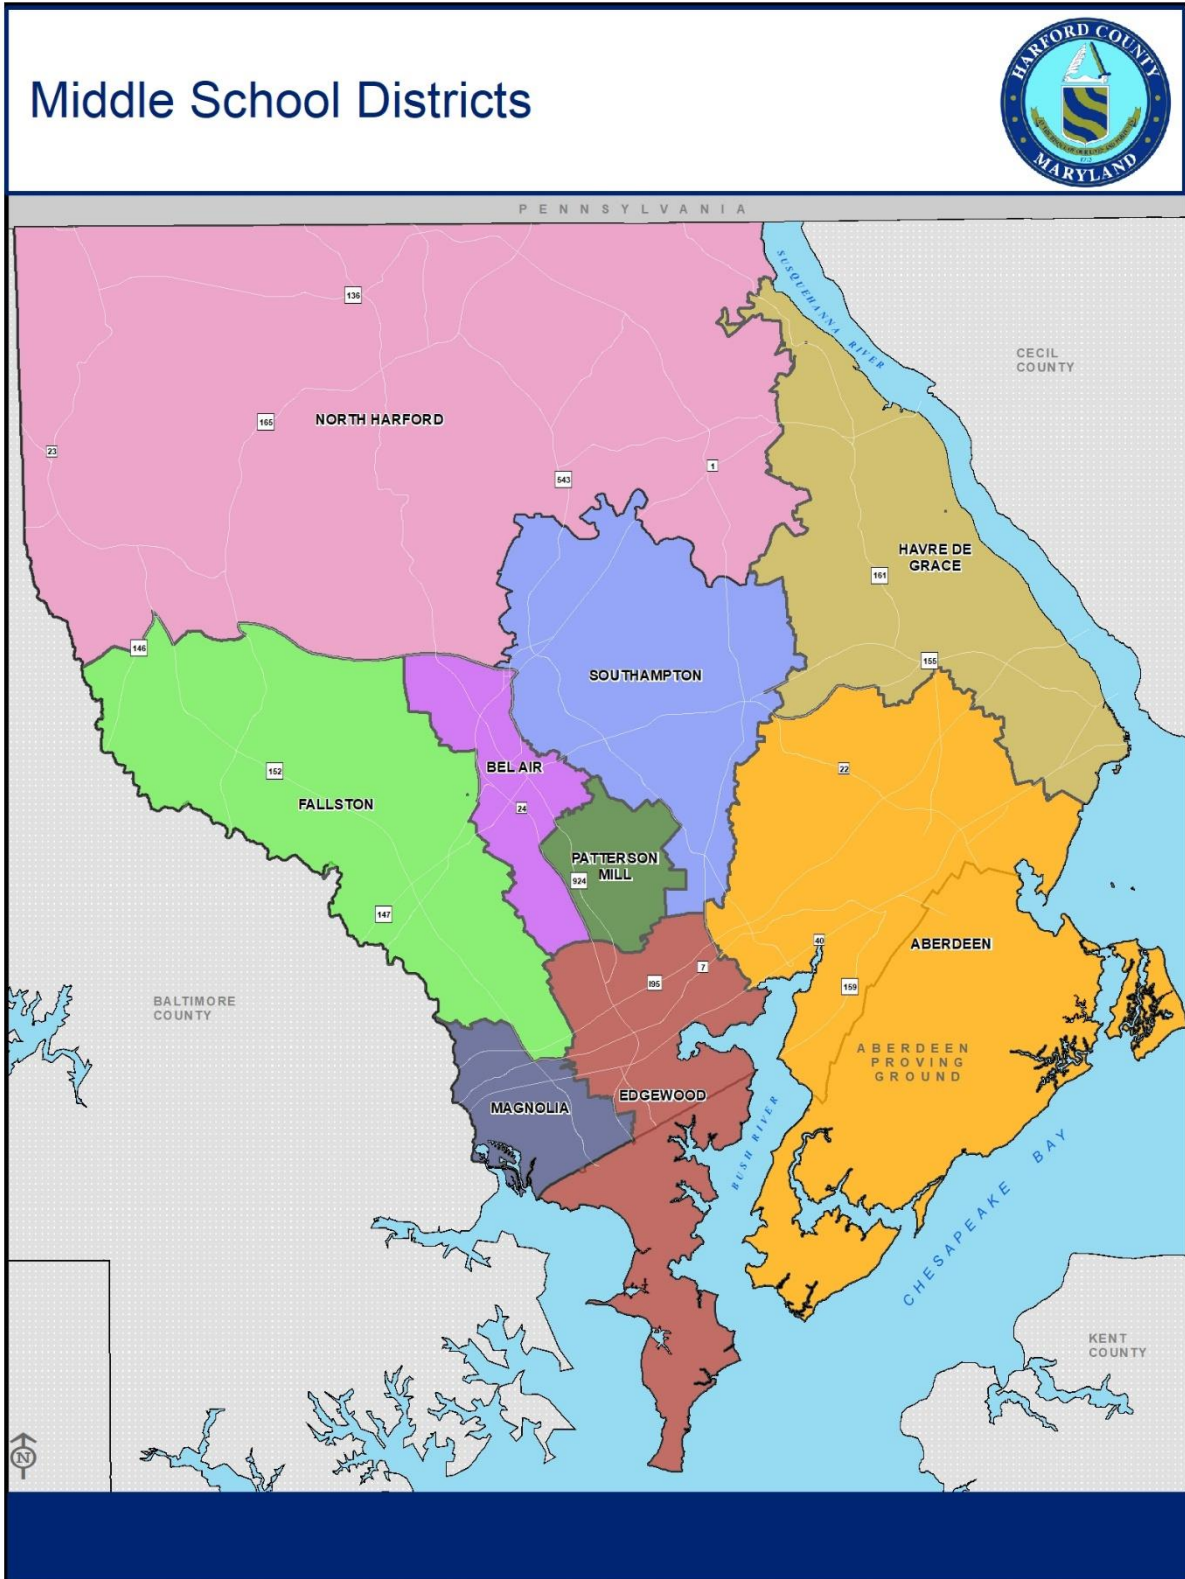 Middle School Districts
HARFORD COUNTY
MARYLAND
PENNSYLVANIA
SUSQUEHANNA RIVER
136
CECIL
COUNTY
NORTH HARFORD
165
23
1
543
HAVRE DE
GRACE
161
146
155
SOUTHAMPTON
BEL AIR
152
22
FALLSTON
24
PATTERSON
MILL
924
147
40
ABERDEEN
7
I95
159
BALTIMORE
COUNTY
ABERDEEN
PROVING
GROUND
EDGEWOOD
MAGNOLIA
BUSH RIVER
CHESAPEAKE BAY
KENT
COUNTY
N